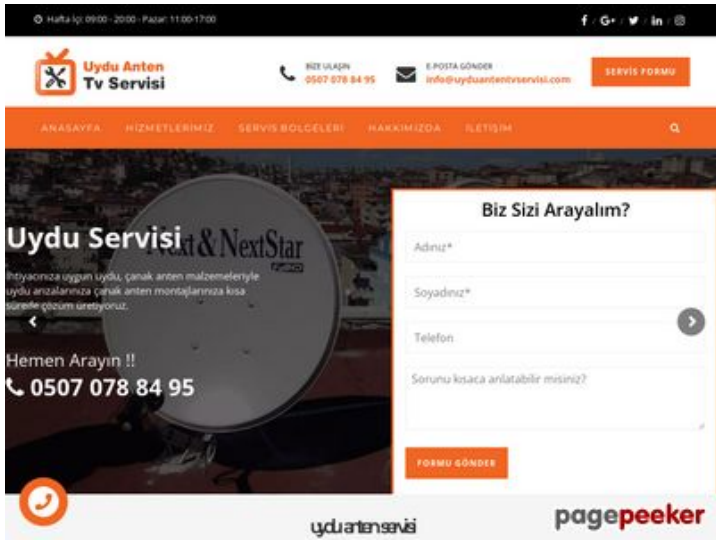 Hafta İçi: 09:00 - 20:00 - Pazar: 11:00-17:00
Uydu Anten
Tv Servisi
BİZE ULAŞIN
0507 078 84 95
E-POSTA GÖNDER
info@uyduantentvservisi.com
SERVİS FORMU
ANASAYFA HİZMETLERİMİZ SERVİS BÖLGELERİ HAKKIMIZDA İLETİŞİM
Next & NextStar
Uydu Servisi
İhtiyacınıza uygun uydu, çanak anten malzemeleriyle
uydu arızalarınıza çanak anten montajlarınıza kısa
sürede çözüm üretiyoruz.
Hemen Arayın !!
0507 078 84 95
Biz Sizi Arayalım?
Adınız*
Soyadınız*
Telefon
Sorunu kısaca anlatabilir misiniz?
FORMU GÖNDER
uydu anten servisi
pagepeeker